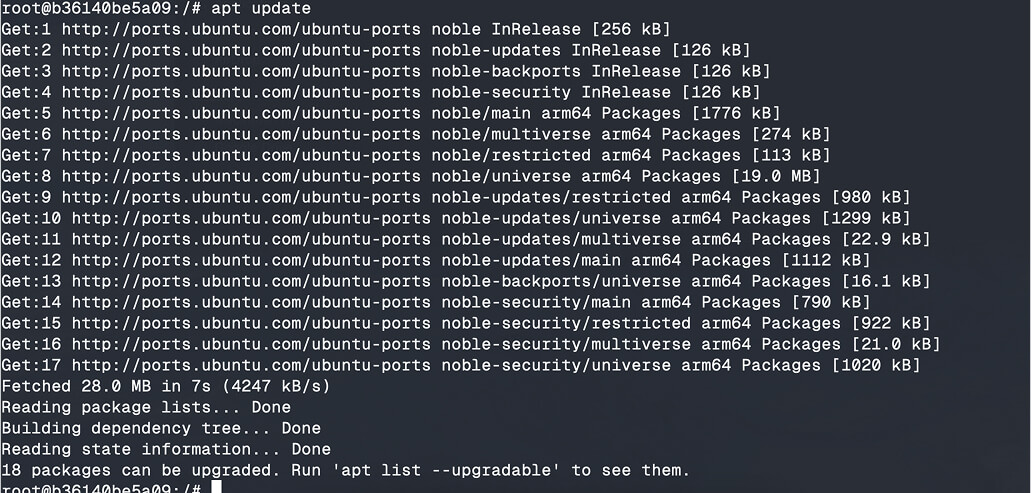 root@b36140be5a09:/# apt update
Get:1 http://ports.ubuntu.com/ubuntu-ports noble InRelease [256 kB]
Get:2 http://ports.ubuntu.com/ubuntu-ports noble-updates InRelease [126 kB]
Get:3 http://ports.ubuntu.com/ubuntu-ports noble-backports InRelease [126 kB]
Get:4 http://ports.ubuntu.com/ubuntu-ports noble-security InRelease [126 kB]
Get:5 http://ports.ubuntu.com/ubuntu-ports noble/main arm64 Packages [1776 kB]
Get:6 http://ports.ubuntu.com/ubuntu-ports noble/multiverse arm64 Packages [274 kB]
Get:7 http://ports.ubuntu.com/ubuntu-ports noble/restricted arm64 Packages [113 kB]
Get:8 http://ports.ubuntu.com/ubuntu-ports noble/universe arm64 Packages [19.0 MB]
Get:9 http://ports.ubuntu.com/ubuntu-ports noble-updates/restricted arm64 Packages [980 kB]
Get:10 http://ports.ubuntu.com/ubuntu-ports noble-updates/universe arm64 Packages [1299 kB]
Get:11 http://ports.ubuntu.com/ubuntu-ports noble-updates/multiverse arm64 Packages [22.9 kB]
Get:12 http://ports.ubuntu.com/ubuntu-ports noble-updates/main arm64 Packages [1112 kB]
Get:13 http://ports.ubuntu.com/ubuntu-ports noble-backports/universe arm64 Packages [16.1 kB]
Get:14 http://ports.ubuntu.com/ubuntu-ports noble-security/main arm64 Packages [790 kB]
Get:15 http://ports.ubuntu.com/ubuntu-ports noble-security/restricted arm64 Packages [922 kB]
Get:16 http://ports.ubuntu.com/ubuntu-ports noble-security/multiverse arm64 Packages [21.0 kB]
Get:17 http://ports.ubuntu.com/ubuntu-ports noble-security/universe arm64 Packages [1020 kB]
Fetched 28.0 MB in 7s (4247 kB/s)
Reading package lists... Done
Building dependency tree... Done
Reading state information... Done
18 packages can be upgraded. Run 'apt list --upgradable' to see them.
root@b36140be5a09:/#